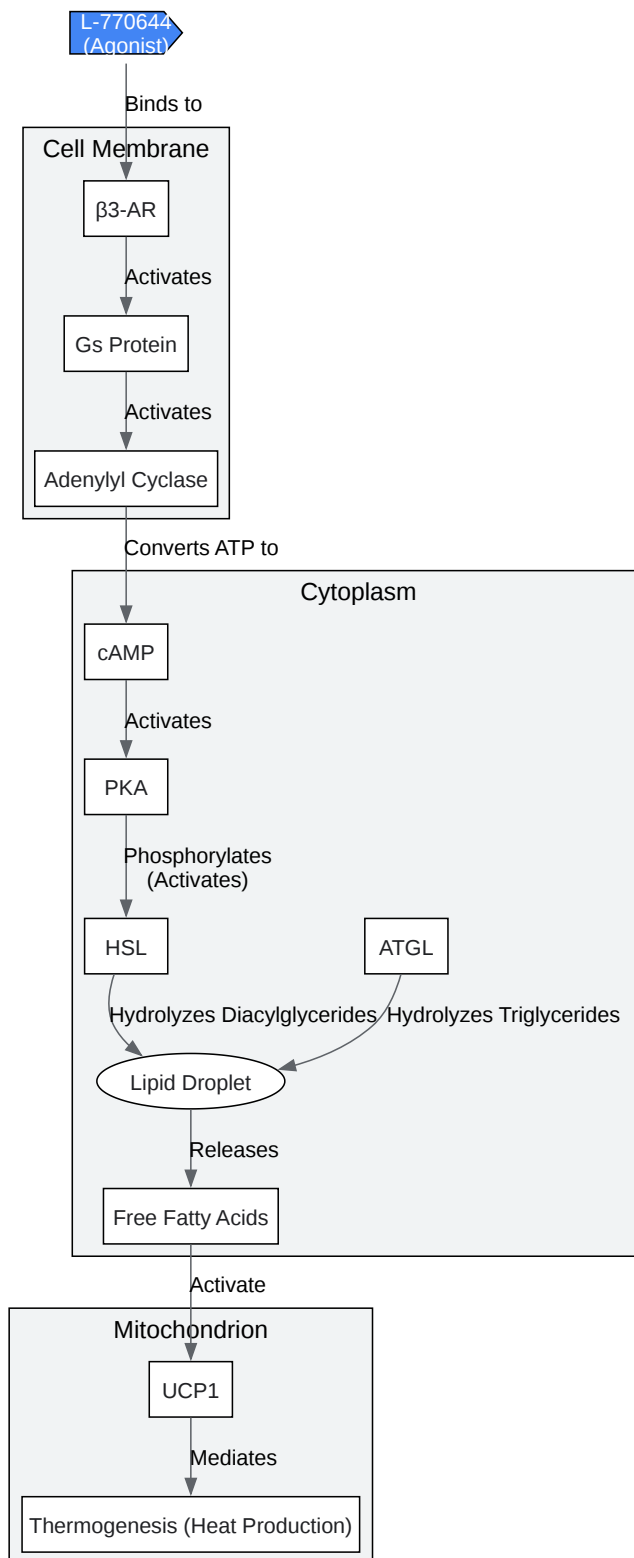 L-770644
(Agonist)
Binds to
Cell Membrane
β3-AR
Activates
Gs Protein
Activates
Adenylyl Cyclase
Converts ATP to
Cytoplasm
cAMP
Activates
PKA
Phosphorylates
(Activates)
HSL
ATGL
Hydrolyzes Diacylglycerides
Hydrolyzes Triglycerides
Lipid Droplet
Releases
Free Fatty Acids
Activate
Mitochondrion
UCP1
Mediates
Thermogenesis (Heat Production)